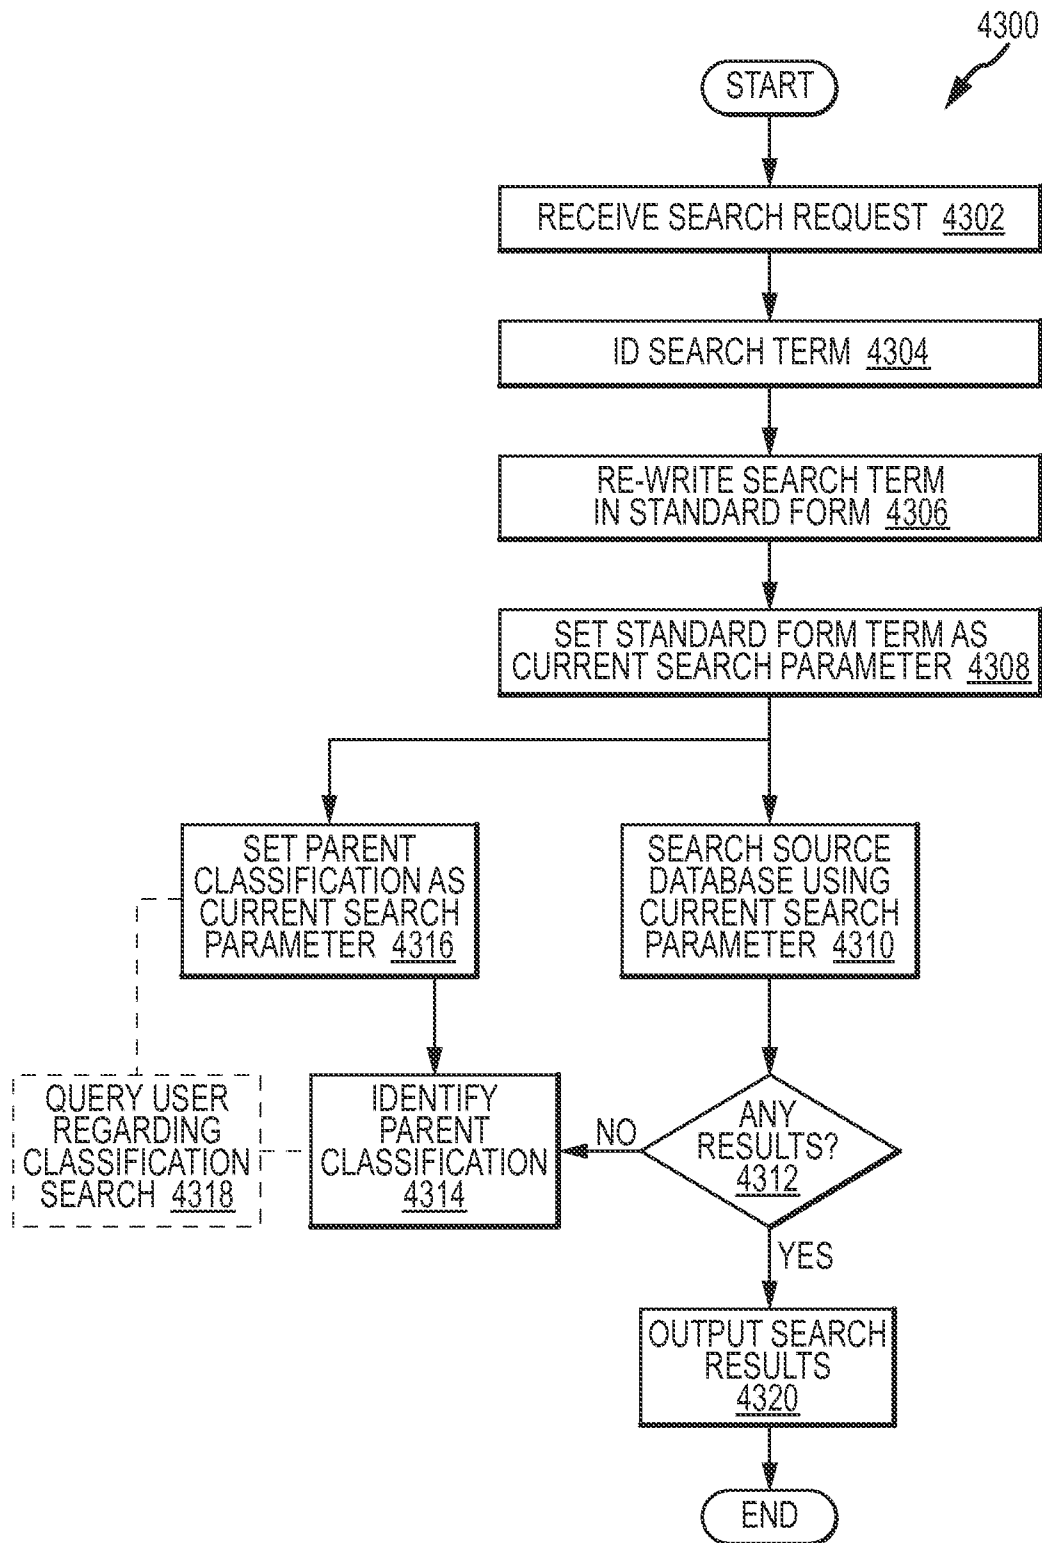 4300
START
RECEIVE SEARCH REQUEST 4302
ID SEARCH TERM 4304
RE-WRITE SEARCH TERM
IN STANDARD FORM 4306
SET STANDARD FORM TERM AS
CURRENT SEARCH PARAMETER 4308
SET PARENT
CLASSIFICATION AS
CURRENT SEARCH
PARAMETER 4316
SEARCH SOURCE
DATABASE USING
CURRENT SEARCH
PARAMETER 4310
QUERY USER
REGARDING
CLASSIFICATION
SEARCH 4318
IDENTIFY
PARENT
CLASSIFICATION
4314
NO
ANY
RESULTS?
4312
YES
OUTPUT SEARCH
RESULTS
4320
END